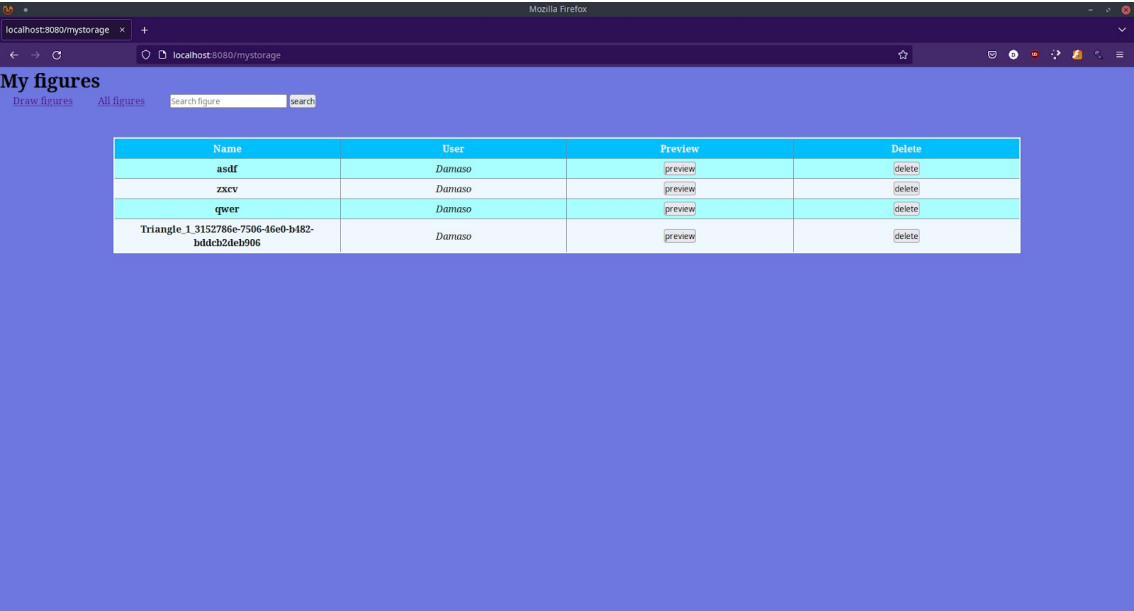 Mozilla Firefox
localhost:8080/mystorage
localhost:8080/mystorage
My figures
Draw figures All figures Search figure search
Name User Preview Delete
asdf Damaso preview delete
zxcv Damaso preview delete
qwer Damaso preview delete
Triangle_1_3152786e-7506-46e0-b482-
bddcb2deb906 Damaso preview delete